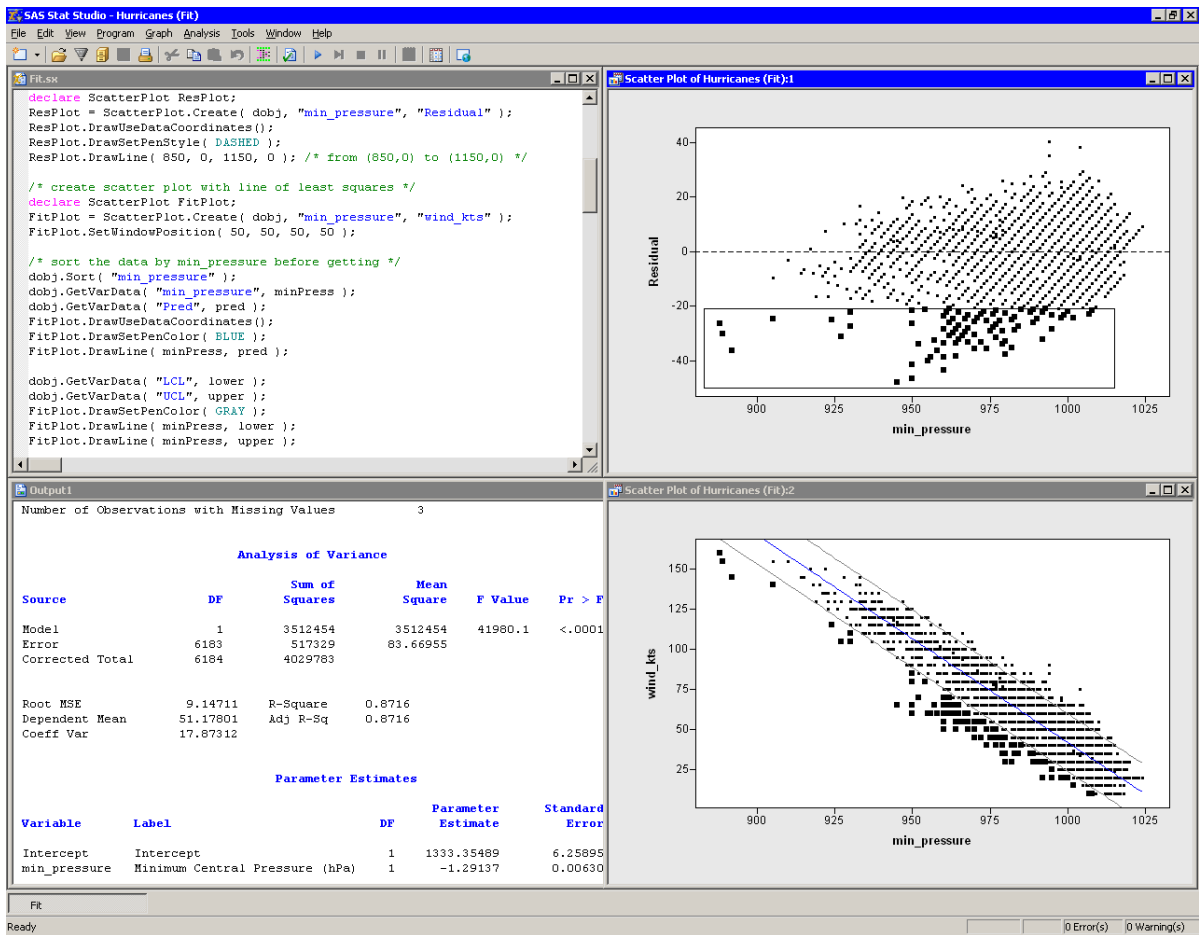 SAS Stat Studio - Hurricanes (Fit)
File Edit View Program Graph Analysis Tools Window Help
Fit.sx
declare ScatterPlot ResPlot;
ResPlot = ScatterPlot.Create( dobj, "min_pressure", "Residual" );
ResPlot.DrawUseDataCoordinates();
ResPlot.DrawSetPenStyle( DASHED );
ResPlot.DrawLine( 850, 0, 1150, 0 ); /* from (850,0) to (1150,0) */
/* create scatter plot with line of least squares */
declare ScatterPlot FitPlot;
FitPlot = ScatterPlot.Create( dobj, "min_pressure", "wind_kts" );
FitPlot.SetWindowPosition( 50, 50, 50, 50 );
/* sort the data by min_pressure before getting */
dobj.Sort( "min_pressure" );
dobj.GetVarData( "min_pressure", minPress );
dobj.GetVarData( "Pred", pred );
FitPlot.DrawUseDataCoordinates();
FitPlot.DrawSetPenColor( BLUE );
FitPlot.DrawLine( minPress, pred );
dobj.GetVarData( "LCL", lower );
dobj.GetVarData( "UCL", upper );
FitPlot.DrawSetPenColor( GRAY );
FitPlot.DrawLine( minPress, lower );
FitPlot.DrawLine( minPress, upper );
Scatter Plot of Hurricanes (Fit):1
40
20
0
-20
-40
Residual
900 925 950 975 1000 1025
min_pressure
Output1
Number of Observations with Missing Values 3
Analysis of Variance
Sum of Mean
Source DF Squares Square F Value Pr > F
Model 1 3512454 3512454 41980.1 <.0001
Error 6183 517329 83.66955
Corrected Total 6184 4029783
Root MSE 9.14711 R-Square 0.8716
Dependent Mean 51.17801 Adj R-Sq 0.8716
Coeff Var 17.87312
Parameter Estimates
Parameter Standard
Variable Label DF Estimate Error
Intercept Intercept 1 1333.35489 6.25895
min_pressure Minimum Central Pressure (hPa) 1 -1.29137 0.00630
Scatter Plot of Hurricanes (Fit):2
150
125
100
75
50
25
wind_kts
900 925 950 975 1000 1025
min_pressure
Fit
Ready 0 Error(s) 0 Warning(s)